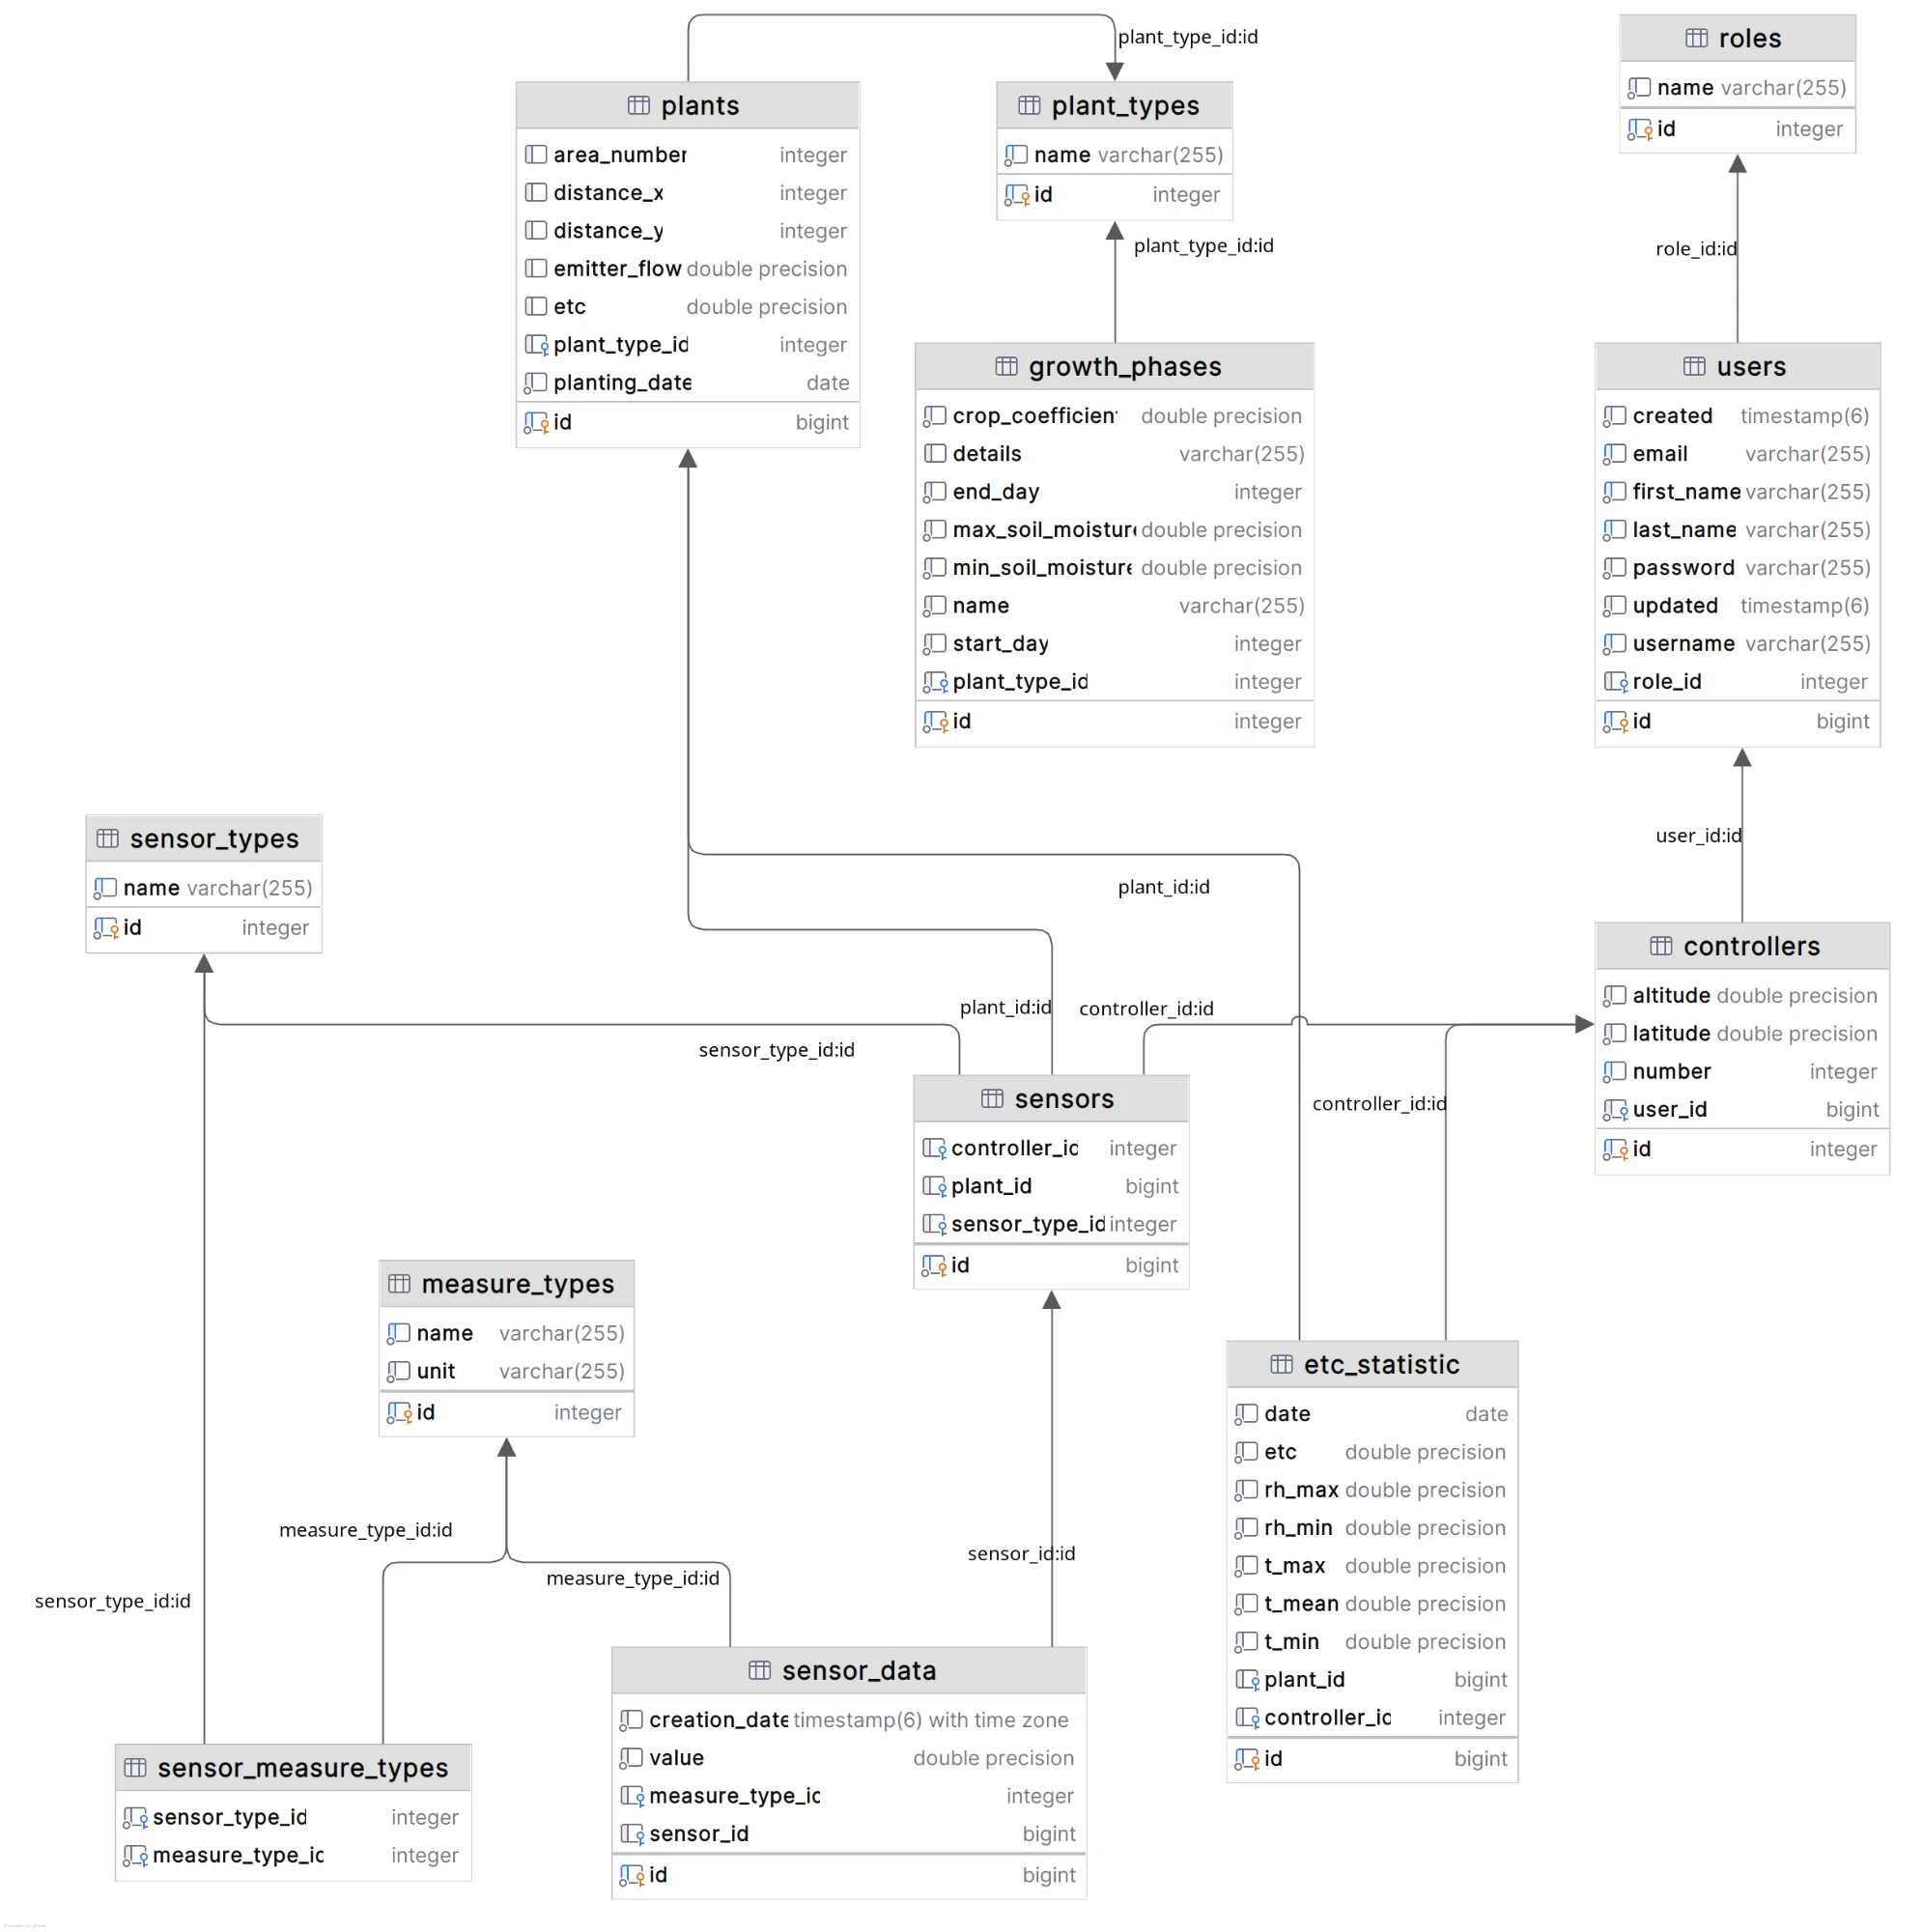 plant_type_id:id
roles
name varchar(255)
id integer
plants
area_number integer
distance_x integer
distance_y integer
emitter_flow double precision
etc double precision
plant_type_id integer
planting_date date
id bigint
plant_types
name varchar(255)
id integer
plant_type_id:id
role_id:id
growth_phases
crop_coefficien double precision
details varchar(255)
end_day integer
max_soil_moisture double precision
min_soil_moisture double precision
name varchar(255)
start_day integer
plant_type_id integer
id integer
users
created timestamp(6)
email varchar(255)
first_name varchar(255)
last_name varchar(255)
password varchar(255)
updated timestamp(6)
username varchar(255)
role_id integer
id bigint
user_id:id
sensor_types
name varchar(255)
id integer
plant_id:id
controllers
altitude double precision
latitude double precision
number integer
user_id bigint
id integer
plant_id:id
controller_id:id
sensor_type_id:id
controller_id:id
sensors
controller_id integer
plant_id bigint
sensor_type_id integer
id bigint
measure_types
name varchar(255)
unit varchar(255)
id integer
etc_statistic
date date
etc double precision
rh_max double precision
rh_min double precision
t_max double precision
t_mean double precision
t_min double precision
plant_id bigint
controller_id integer
id bigint
measure_type_id:id
sensor_id:id
measure_type_id:id
sensor_type_id:id
sensor_data
creation_date timestamp(6) with time zone
value double precision
measure_type_ic integer
sensor_id bigint
id bigint
sensor_measure_types
sensor_type_id integer
measure_type_ic integer